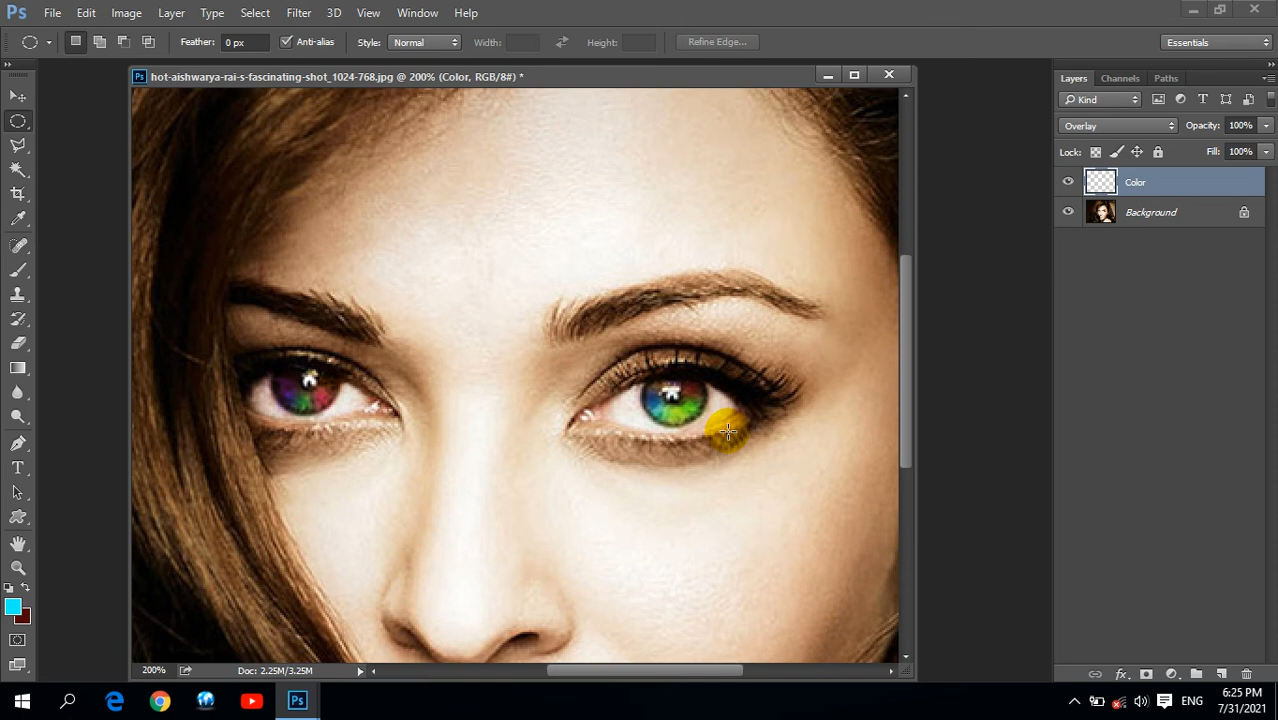 Ps File Edit Image Layer Type Select Filter 3D View Window Help
Feather: 0 px Anti-alias Style: Normal Width: Height: Refine Edge... Essentials
Ps hot-aishwarya-rai-s-fascinating-shot_1024-768.jpg @ 200% (Color, RGB/8#) *
Layers Channels Paths
Kind
Overlay Opacity: 100%
Lock: Fill: 100%
Color
Background
200% Doc: 2.25M/3.25M
Ps ENG 6:25 PM
7/31/2021